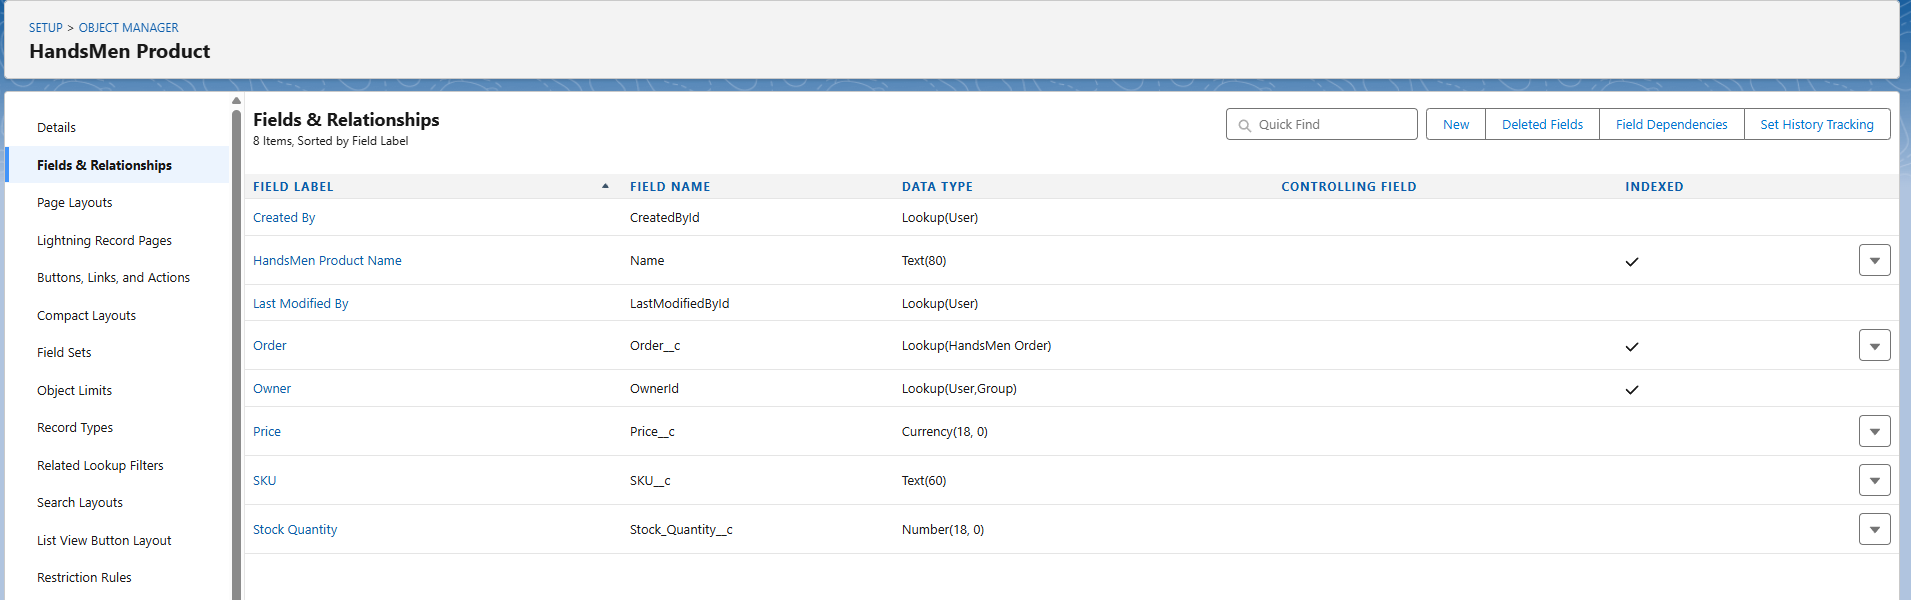 SETUP > OBJECT MANAGER
HandsMen Product
Details
Fields & Relationships
Page Layouts
Lightning Record Pages
Buttons, Links, and Actions
Compact Layouts
Field Sets
Object Limits
Record Types
Related Lookup Filters
Search Layouts
List View Button Layout
Restriction Rules
Fields & Relationships
8 Items, Sorted by Field Label
Quick Find
New
Deleted Fields
Field Dependencies
Set History Tracking
FIELD LABEL FIELD NAME DATA TYPE CONTROLLING FIELD INDEXED
Created By CreatedById Lookup(User)
HandsMen Product Name Name Text(80)
Last Modified By LastModifiedById Lookup(User)
Order Order__c Lookup(HandsMen Order)
Owner OwnerId Lookup(User,Group)
Price Price__c Currency(18, 0)
SKU SKU__c Text(60)
Stock Quantity Stock_Quantity__c Number(18, 0)